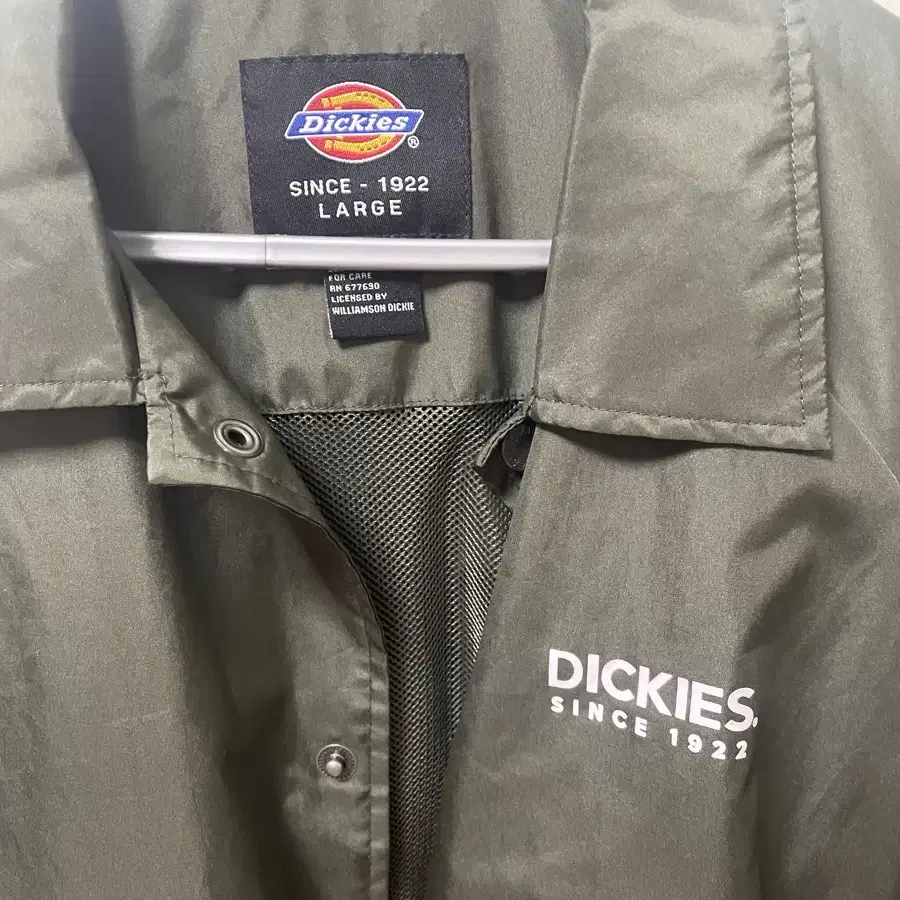 Dickies®
SINCE - 1922
LARGE
FOR CARE
RN 677690
LICENSED BY
WILLIAMSON DICKIE
DICKIES.
SINCE 1922